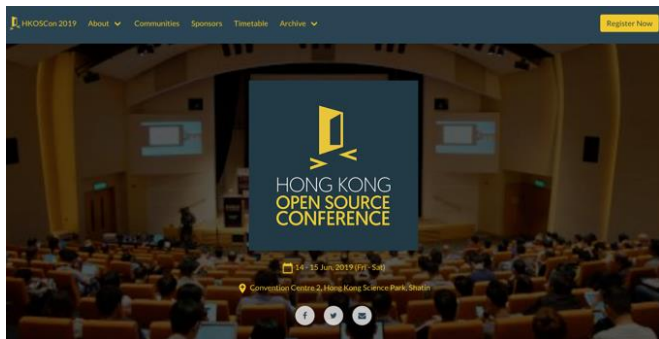 HKOSCon 2019 About Communities Sponsors Timetable Archive Register Now
HONG KONG
OPEN SOURCE
CONFERENCE
14 - 15 Jun, 2019 (Fri - Sat)
Convention Centre 2, Hong Kong Science Park, Shatin